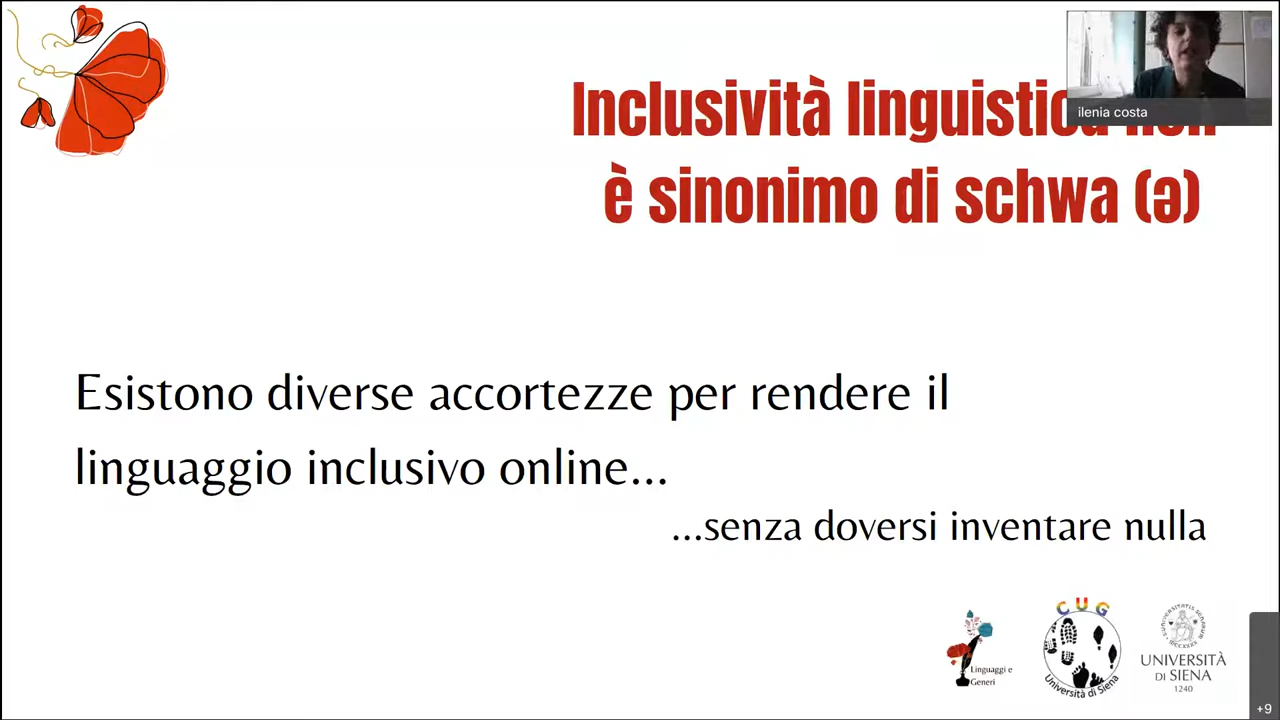 Inclusività linguistica non
è sinonimo di schwa (ə)
ilenia costa
Esistono diverse accortezze per rendere il
linguaggio inclusivo online...
...senza doversi inventare nulla
Linguaggi e
Generi
CUG
Università di Siena
UNIVERSITÀ
DI SIENA
1240
+9